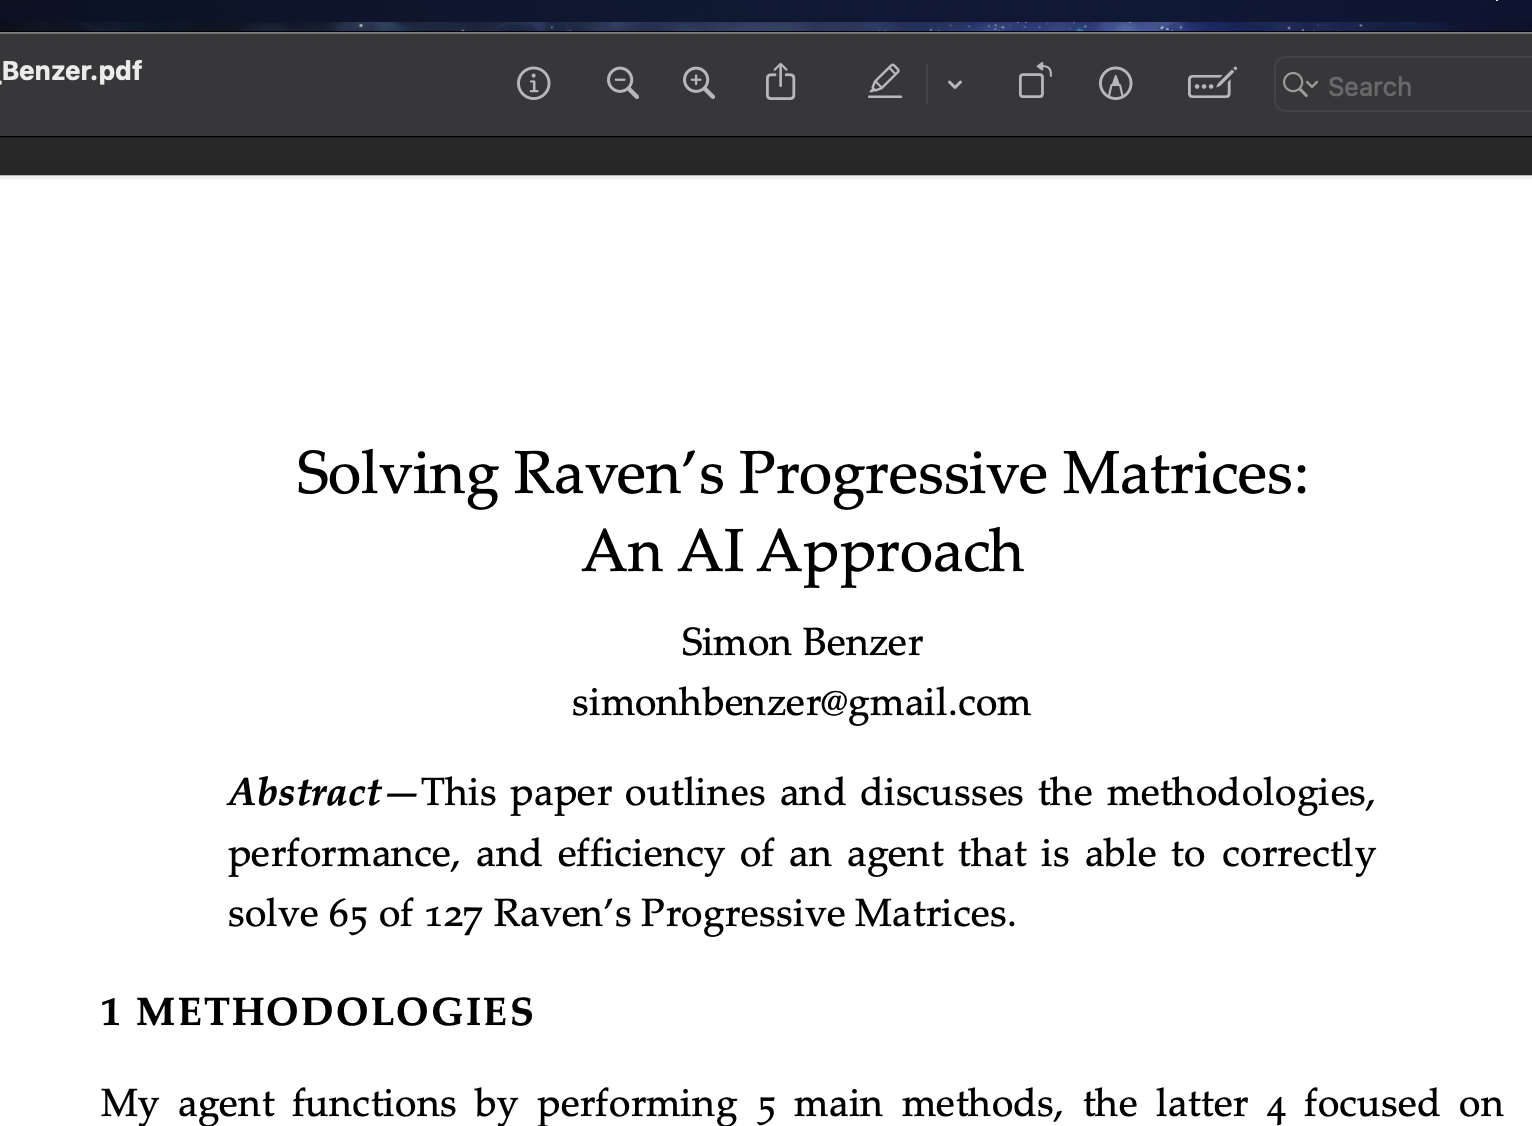 Benzer.pdf
Search
Solving Raven’s Progressive Matrices:
An AI Approach
Simon Benzer
simonhbenzer@gmail.com
Abstract—This paper outlines and discusses the methodologies,
performance, and efficiency of an agent that is able to correctly
solve 65 of 127 Raven’s Progressive Matrices.
1 METHODOLOGIES
My agent functions by performing 5 main methods, the latter 4 focused on